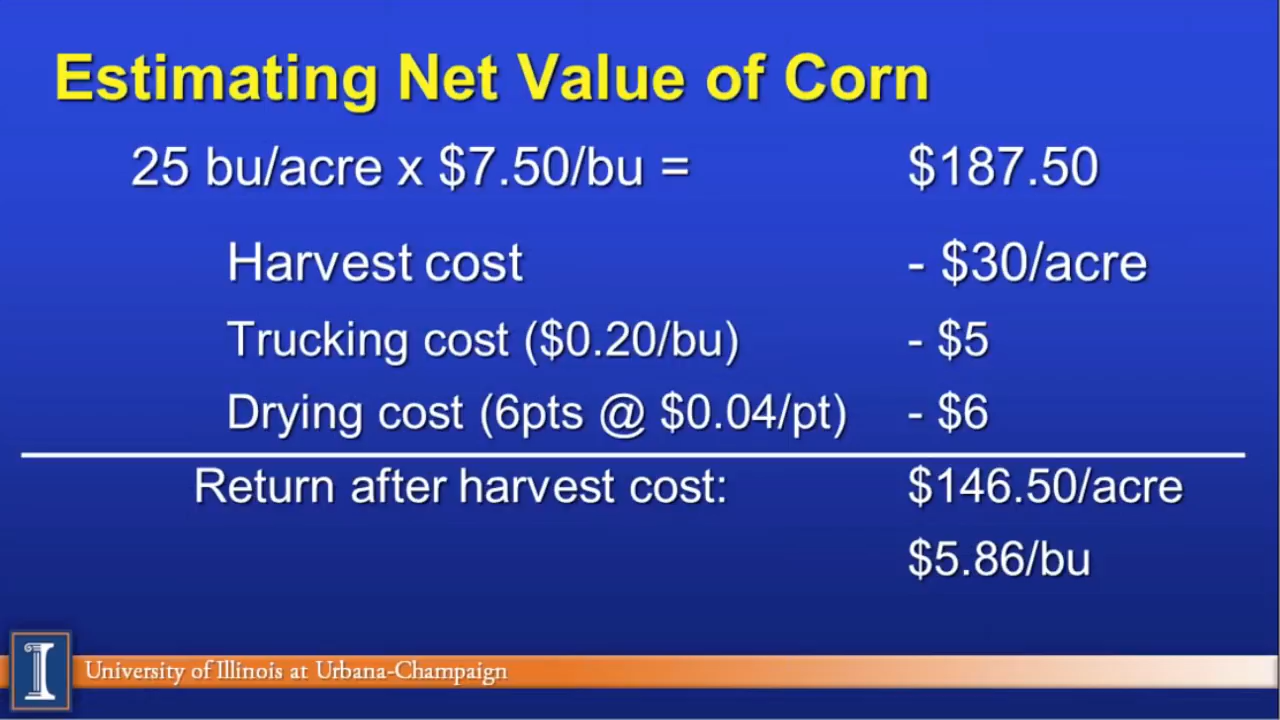 Estimating Net Value of Corn
25 bu/acre x $7.50/bu = $187.50
Harvest cost - $30/acre
Trucking cost ($0.20/bu) - $5
Drying cost (6pts @ $0.04/pt) - $6
Return after harvest cost: $146.50/acre
$5.86/bu
I
University of Illinois at Urbana-Champaign